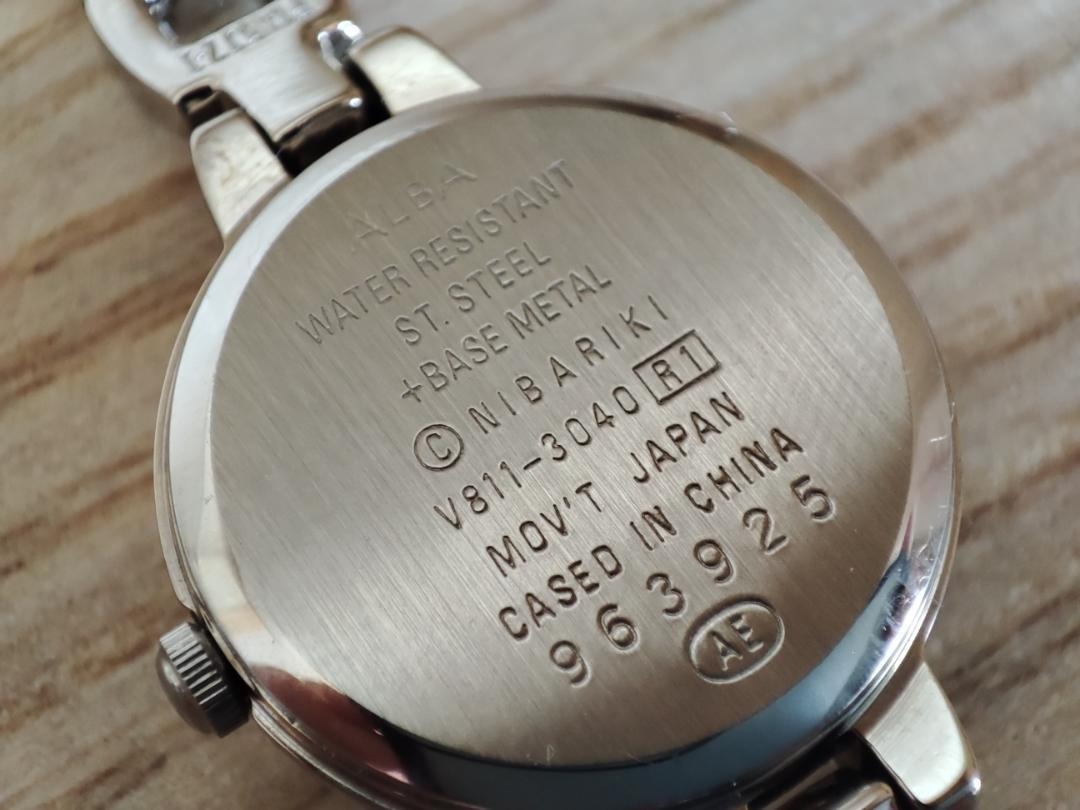 ALBA
WATER RESISTANT
ST. STEEL
+BASE METAL
© NIBARIKI
V811-3040 R1
MOV'T JAPAN
CASED IN CHINA
963925
AE